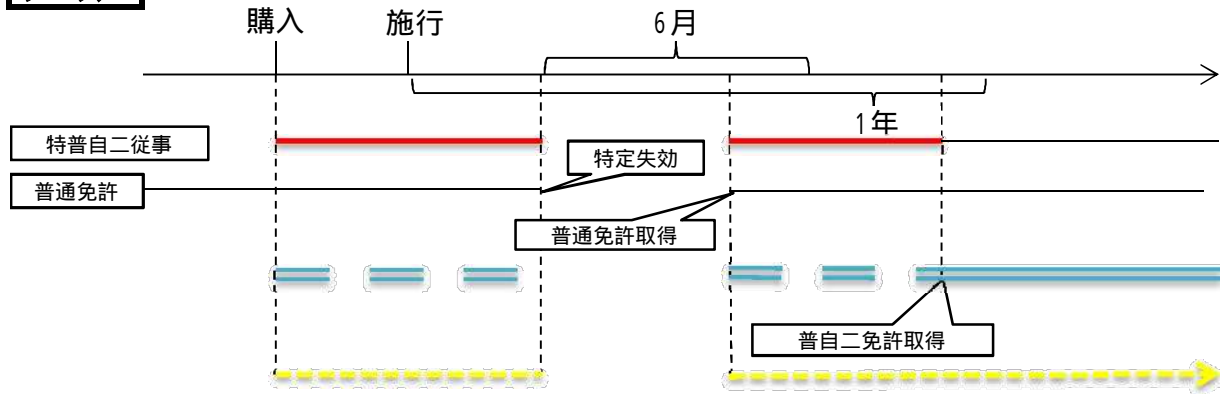 購入
施行
6月
1年
特普自二従事
特定失効
普通免許
普通免許取得
普自二免許取得